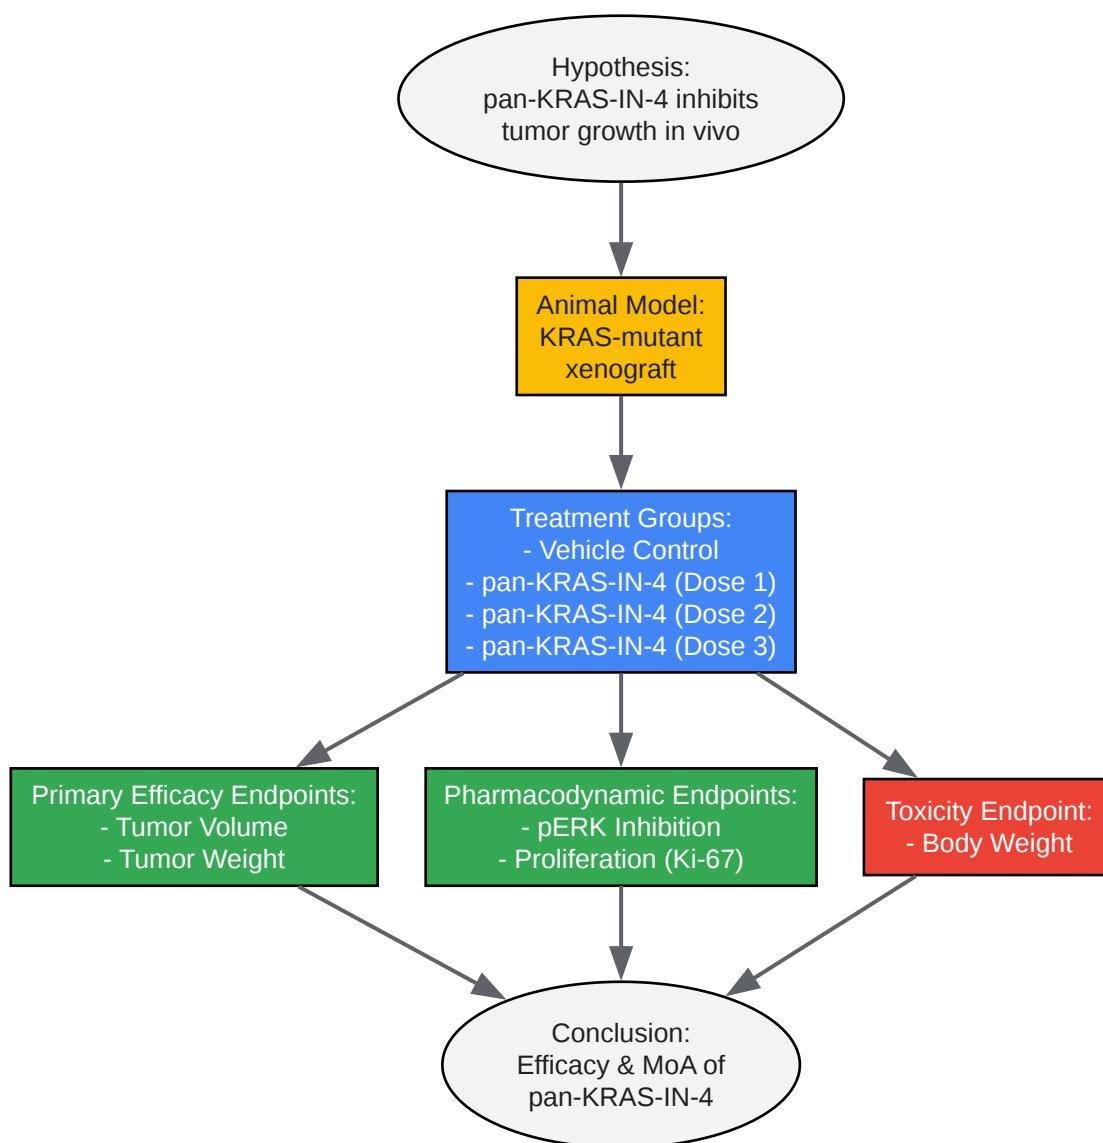 Hypothesis:
pan-KRAS-IN-4 inhibits
tumor growth in vivo
Animal Model:
KRAS-mutant
xenograft
Treatment Groups:
- Vehicle Control
- pan-KRAS-IN-4 (Dose 1)
- pan-KRAS-IN-4 (Dose 2)
- pan-KRAS-IN-4 (Dose 3)
Primary Efficacy Endpoints:
- Tumor Volume
- Tumor Weight
Pharmacodynamic Endpoints:
- pERK Inhibition
- Proliferation (Ki-67)
Toxicity Endpoint:
- Body Weight
Conclusion:
Efficacy & MoA of
pan-KRAS-IN-4